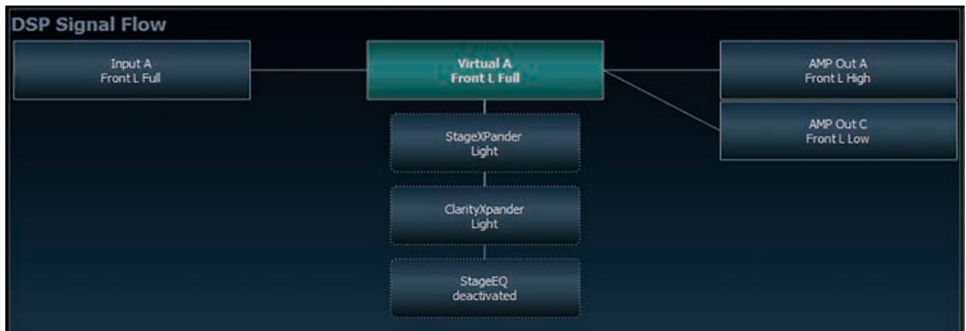 DSP Signal Flow
Input A
Front L Full
Virtual A
Front L Full
AMP Out A
Front L High
AMP Out C
Front L Low
StageXPander
Light
ClarityXpander
Light
StageEQ
deactivated